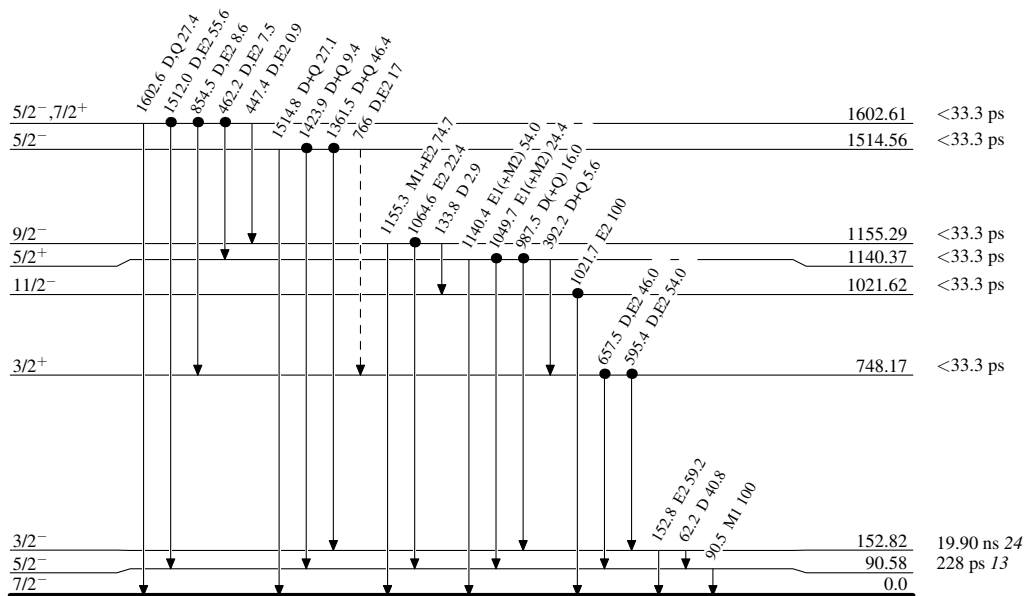 1602.6 D,Q 27.4
1512.0 D,E2 55.6
854.5 D,E2 8.6
462.2 D,E2 7.5
447.4 D,E2 0.9
1514.8 D+Q 27.1
1423.9 D+Q 9.4
1361.5 D+Q 46.4
766 D,E2 17
1155.3 M1+E2 74.7
1064.6 E2 22.4
133.8 D 2.9
1140.4 E1(+M2) 54.0
1049.7 E1(+M2) 24.4
987.5 D(+Q) 16.0
392.2 D+Q 5.6
1021.7 E2 100
657.5 D,E2 46.0
595.4 D,E2 54.0
152.8 E2 59.2
62.2 D 40.8
90.5 M1 100
5/2⁻,7/2⁺ 1602.61 <33.3 ps
5/2⁻ 1514.56 <33.3 ps
9/2⁻ 1155.29 <33.3 ps
5/2⁺ 1140.37 <33.3 ps
11/2⁻ 1021.62 <33.3 ps
3/2⁺ 748.17 <33.3 ps
3/2⁻ 152.82 19.90 ns 24
5/2⁻ 90.58 228 ps 13
7/2⁻ 0.0